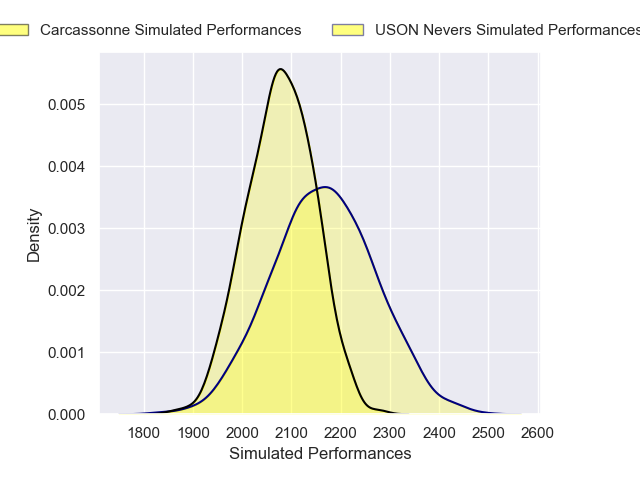 Carcassonne Simulated Performances USON Nevers Simulated Performances
0.005
0.004
0.003
0.002
0.001
0.000
Density
1800 1900 2000 2100 2200 2300 2400 2500 2600
Simulated Performances